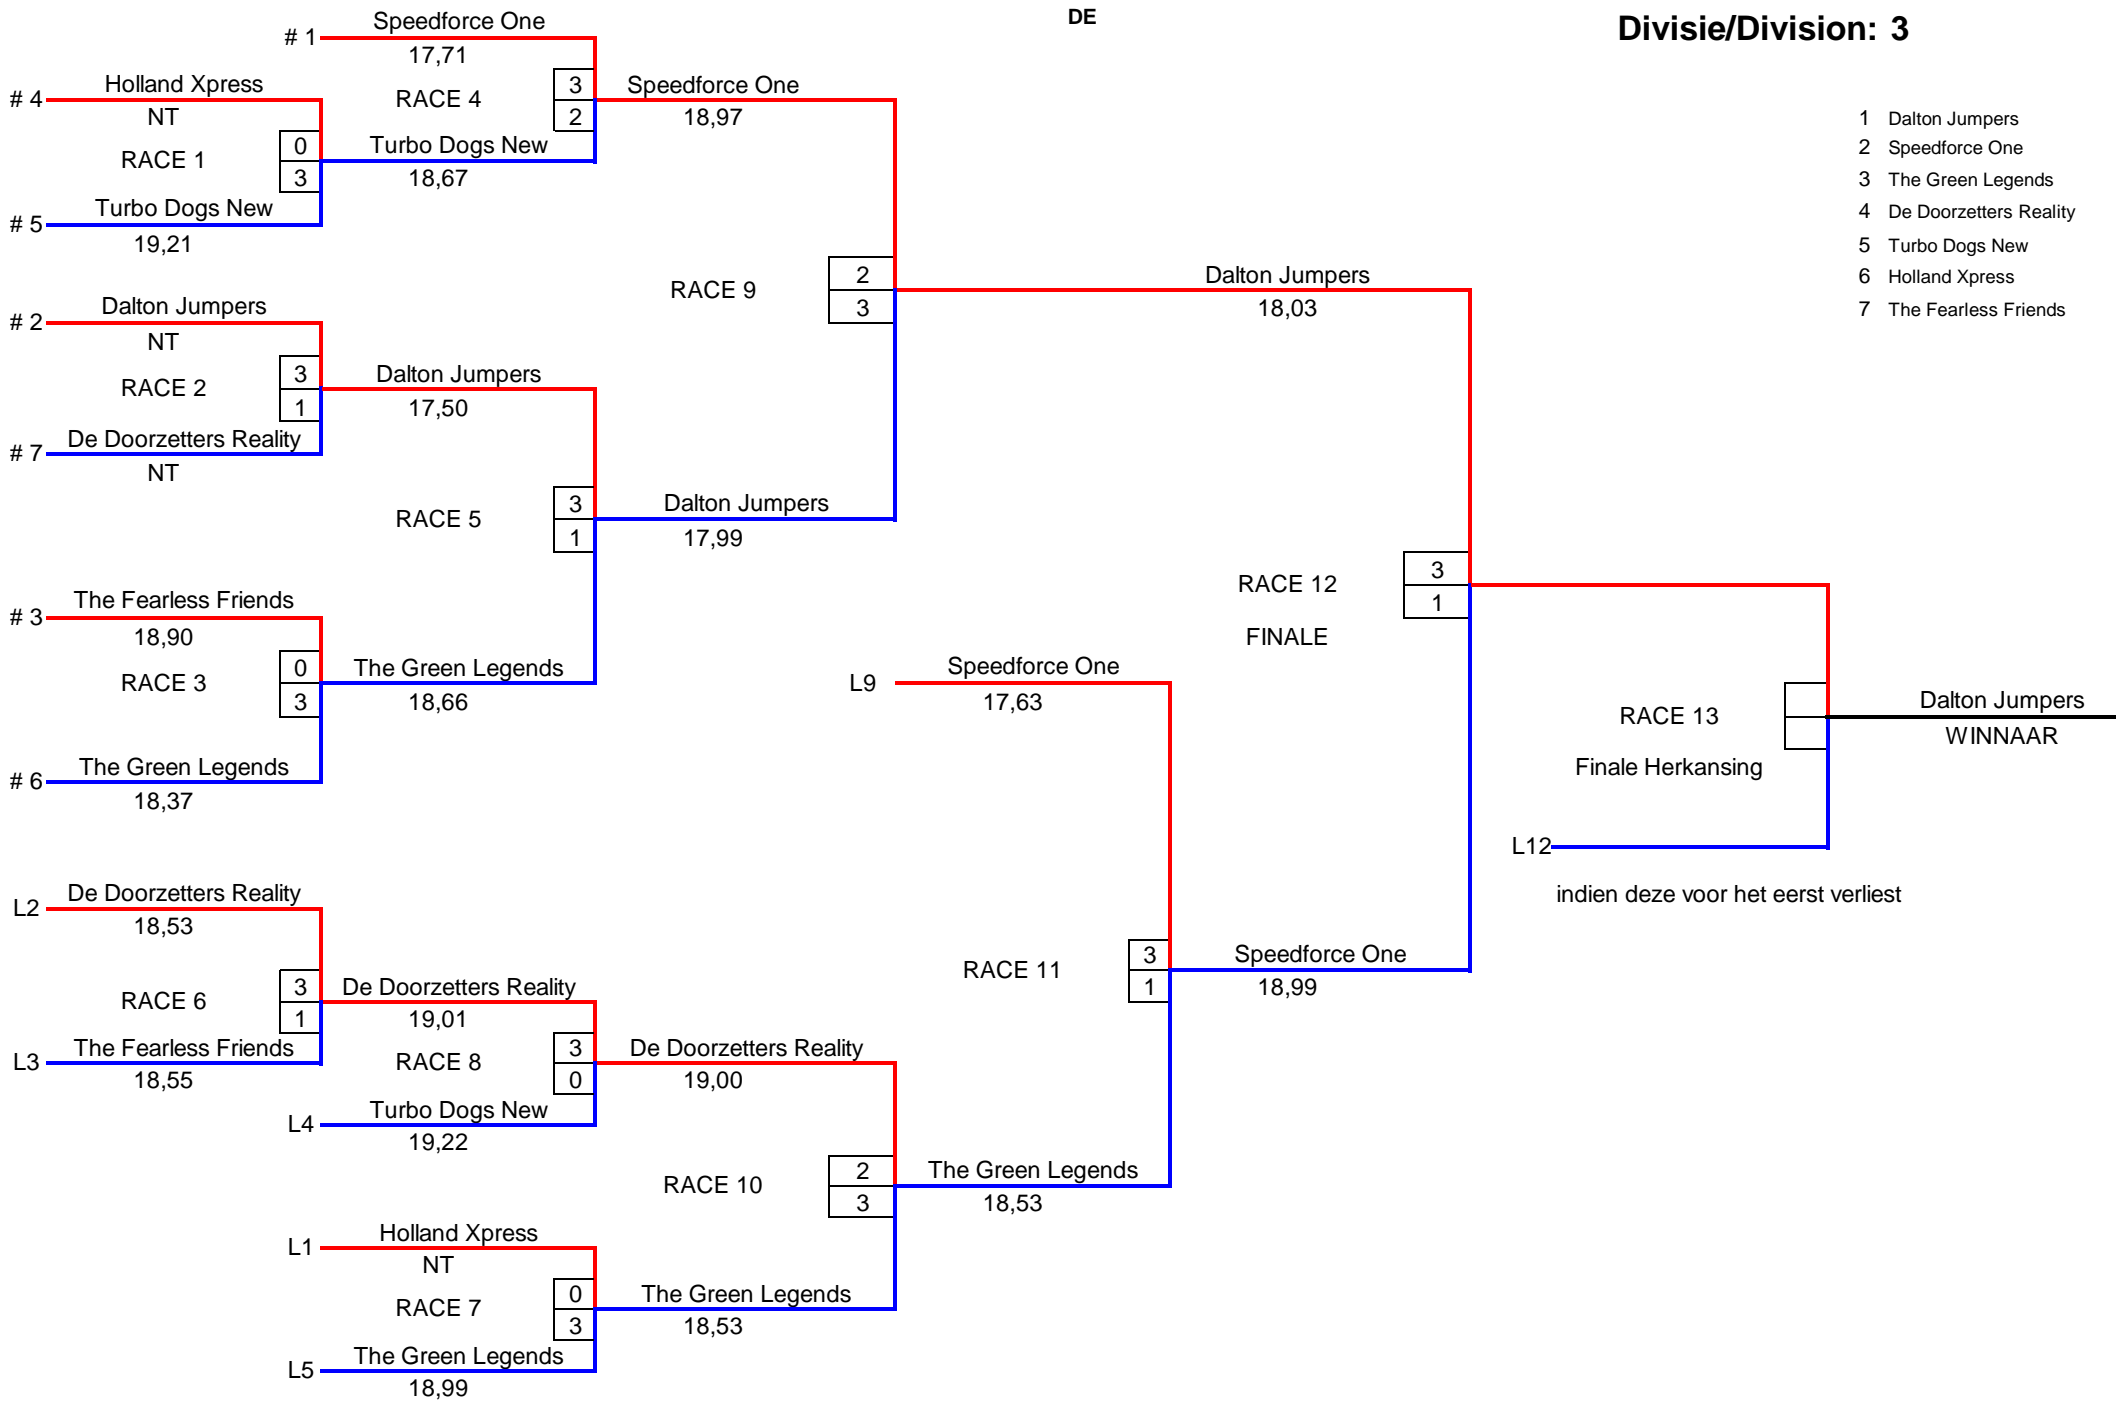 DE
Divisie/Division: 3
1 Dalton Jumpers
2 Speedforce One
3 The Green Legends
4 De Doorzetters Reality
5 Turbo Dogs New
6 Holland Xpress
7 The Fearless Friends
# 1 Speedforce One
17,71
# 4 Holland Xpress
NT
RACE 4 3
2
Speedforce One
18,97
RACE 1 0
3
Turbo Dogs New
18,67
# 5 Turbo Dogs New
19,21
RACE 9 2
3
Dalton Jumpers
18,03
# 2 Dalton Jumpers
NT
RACE 2 3
1
Dalton Jumpers
17,50
# 7 De Doorzetters Reality
NT
RACE 5 3
1
Dalton Jumpers
17,99
RACE 12 3
1
FINALE
# 3 The Fearless Friends
18,90
RACE 3 0
3
The Green Legends
18,66
L9 Speedforce One
17,63
RACE 13
Finale Herkansing
Dalton Jumpers
WINNAAR
# 6 The Green Legends
18,37
L12
indien deze voor het eerst verliest
L2 De Doorzetters Reality
18,53
RACE 6 3
1
De Doorzetters Reality
19,01
RACE 11 3
1
Speedforce One
18,99
L3 The Fearless Friends
18,55
RACE 8 3
0
De Doorzetters Reality
19,00
L4 Turbo Dogs New
19,22
RACE 10 2
3
The Green Legends
18,53
L1 Holland Xpress
NT
RACE 7 0
3
The Green Legends
18,53
L5 The Green Legends
18,99